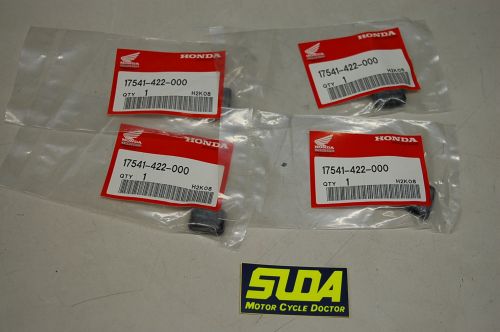 HONDA
17541-422-000
QTY 1 H2K08
HONDA
17541-422-000
QTY 1 H2K08
HONDA
17541-422-000
QTY 1 H2K08
HONDA
17541-422-000
QTY 1 H2K08
SUDA
MOTOR CYCLE DOCTOR